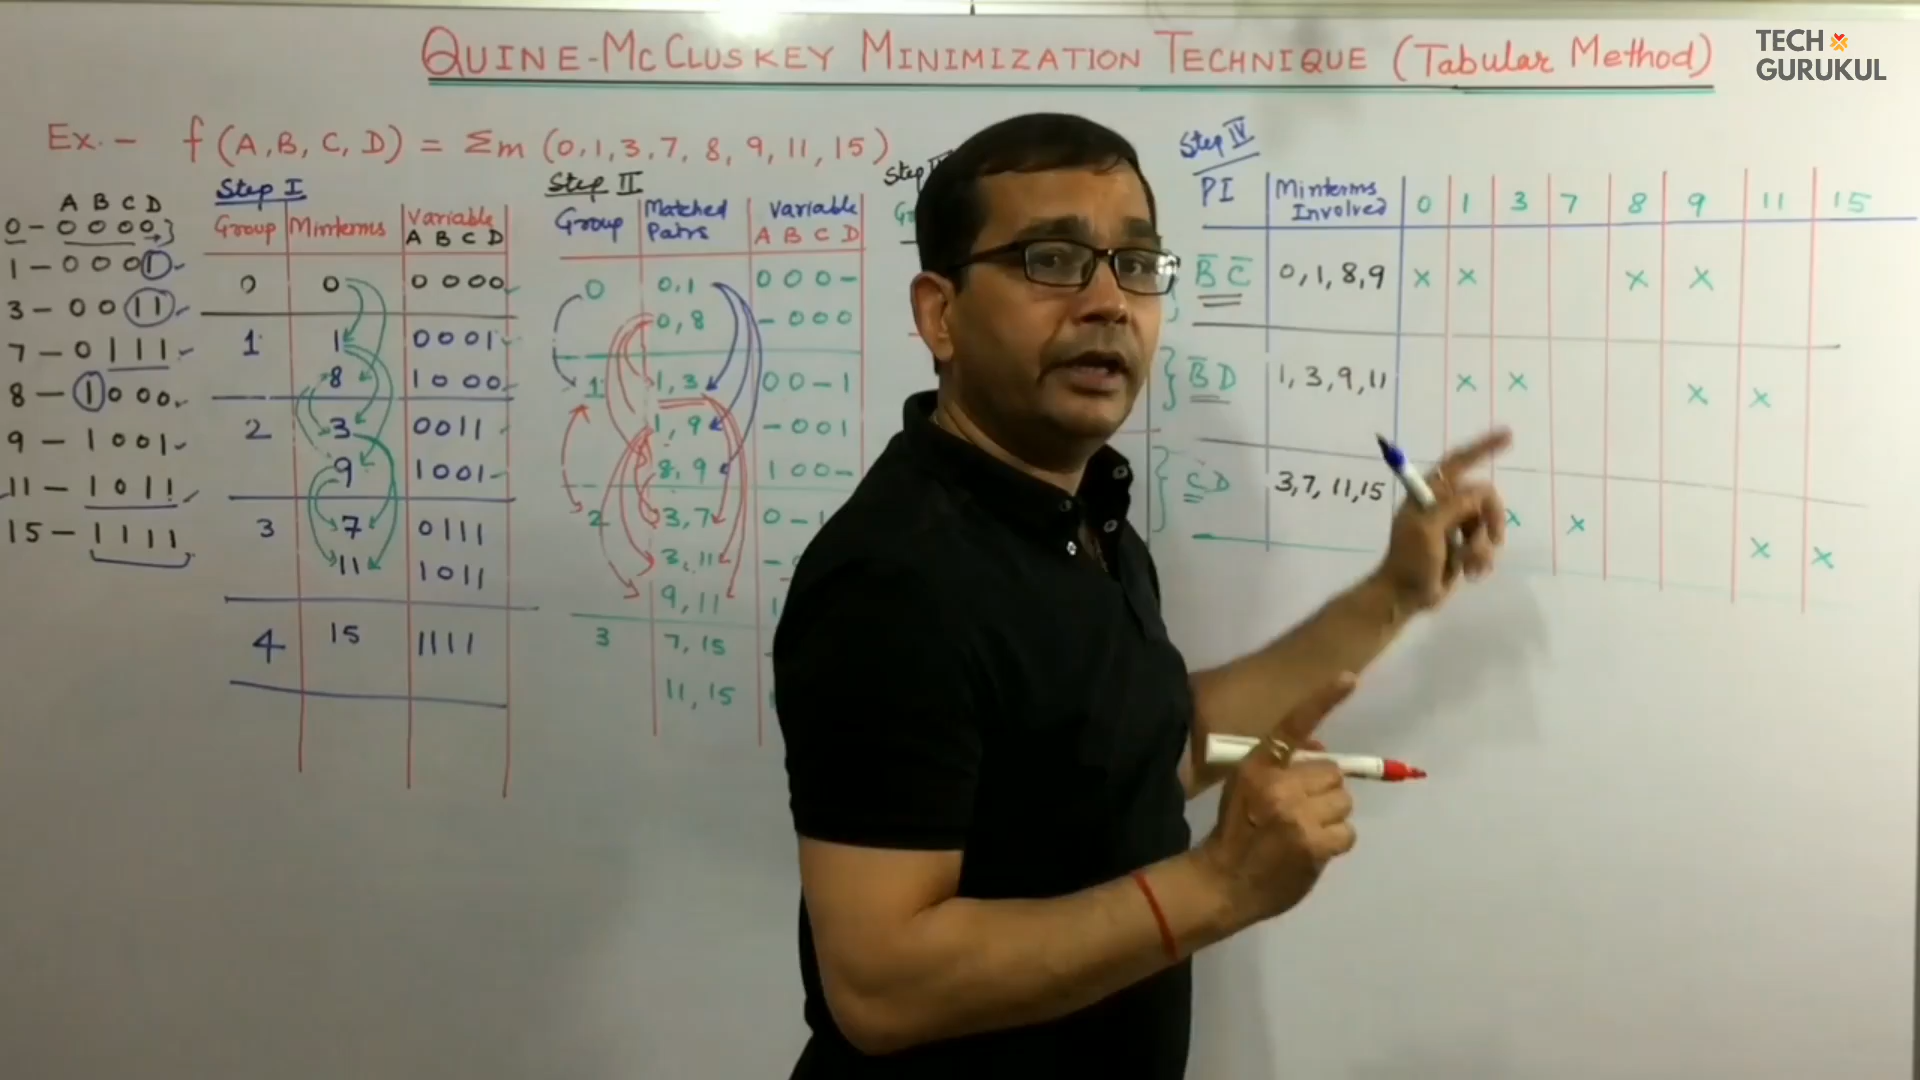 QUINE-McCLUSKEY MINIMIZATION TECHNIQUE (Tabular Method)
TECH
GURUKUL
Ex.- f (A,B, C, D) = Σm (0,1,3,7, 8, 9, 11, 15)
A B C D
0 - 0 0 0 0
1 - 0 0 0 1
3 - 0 0 1 1
7 - 0 1 1 1
8 - 1 0 0 0
9 - 1 0 0 1
11 - 1 0 1 1
15 - 1 1 1 1
Step I
Group Minterms Variable
A B C D
0 0 0 0 0 0
1 1 0 0 0 1
8 1 0 0 0
2 3 0 0 1 1
9 1 0 0 1
3 7 0 1 1 1
11 1 0 1 1
4 15 1 1 1 1
Step II
Group Matched Pairs Variable
A B C D
0 0,1 0 0 0 -
0,8 - 0 0 0
1 1,3 0 0 - 1
1,9 - 0 0 1
8,9 1 0 0 -
2 3,7 0 - 1
3,11 - 0
9,11 1
3 7,15
11,15
Step
Step IV
PI Minterms Involved 0 1 3 7 8 9 11 15
B̅ C̅ 0,1,8,9 x x x x
B̅ D 1,3,9,11 x x x x
C D 3,7,11,15 x x x x